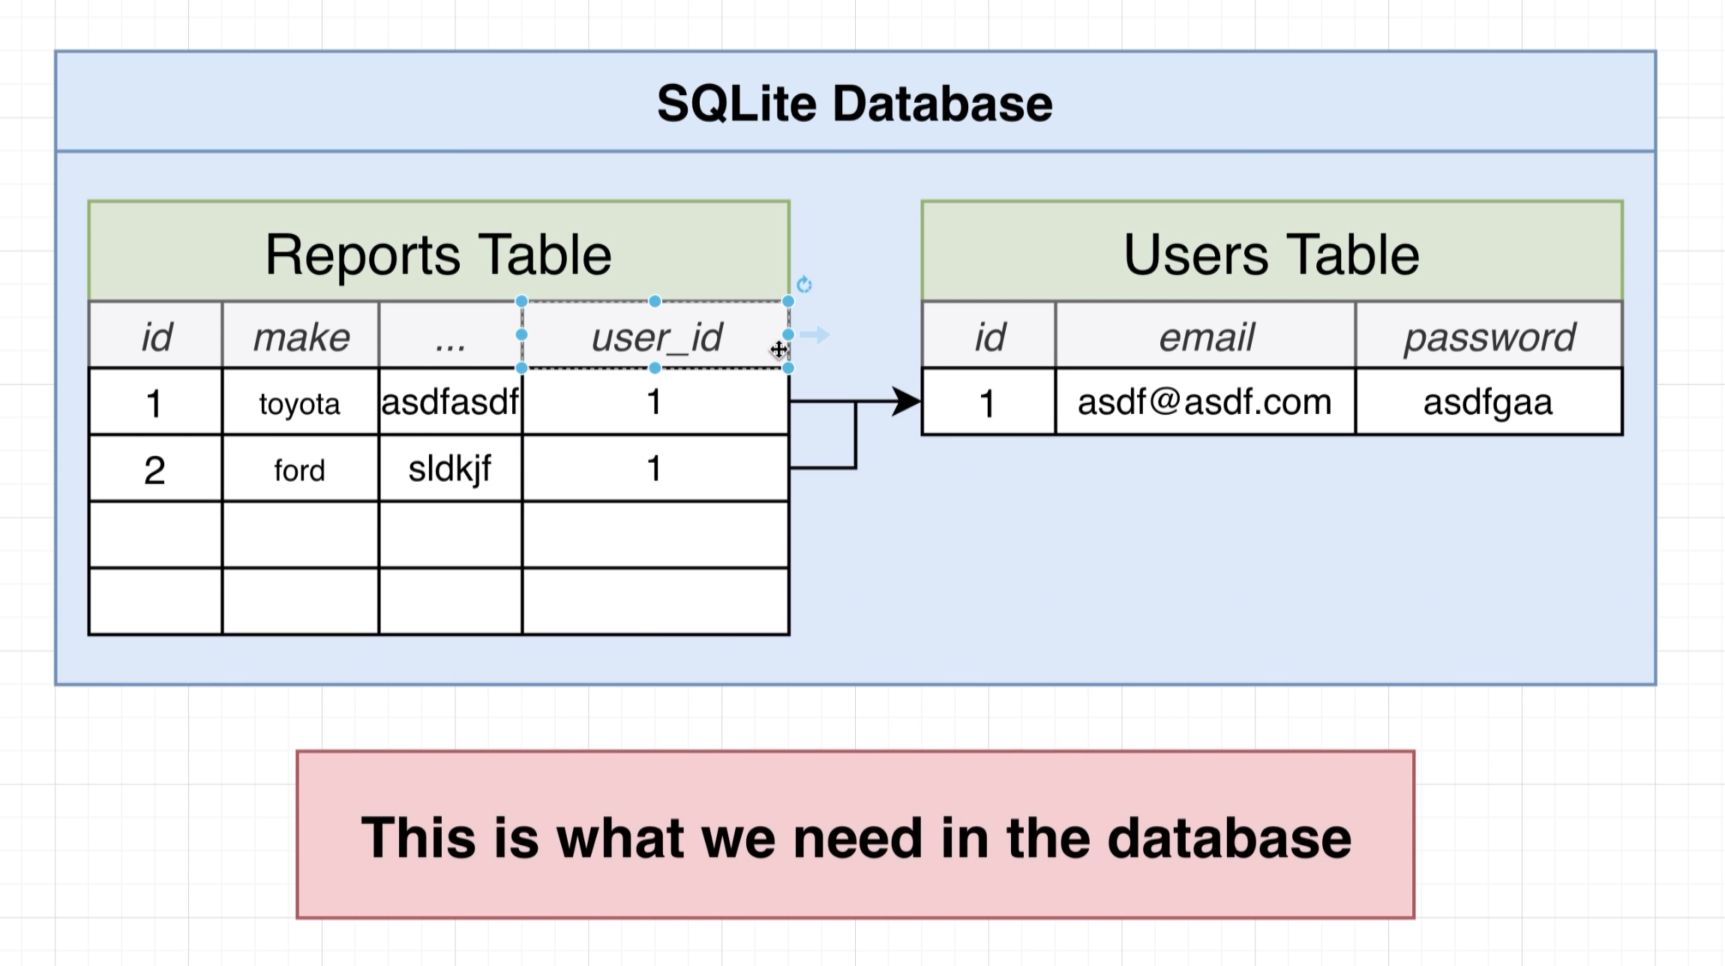 SQLite Database
Reports Table
id make ... user_id
1 toyota asdfasdf 1
2 ford sldkjf 1
Users Table
id email password
1 asdf@asdf.com asdfgaa
This is what we need in the database